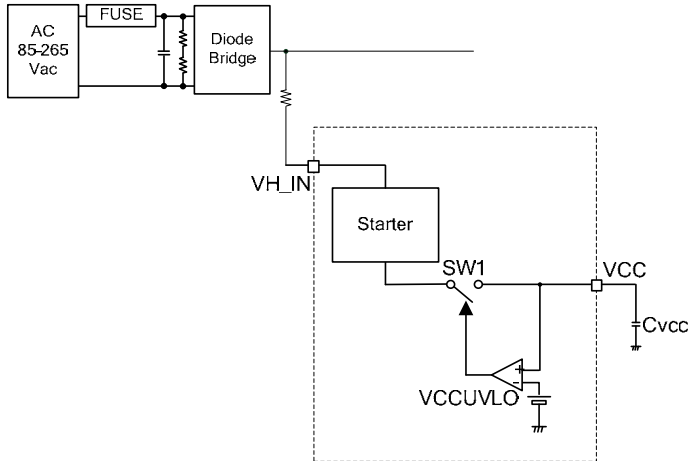 AC
85-265
Vac
FUSE
Diode
Bridge
VH_IN
Starter
SW1
VCC
Cvcc
+
-
VCCUVLO